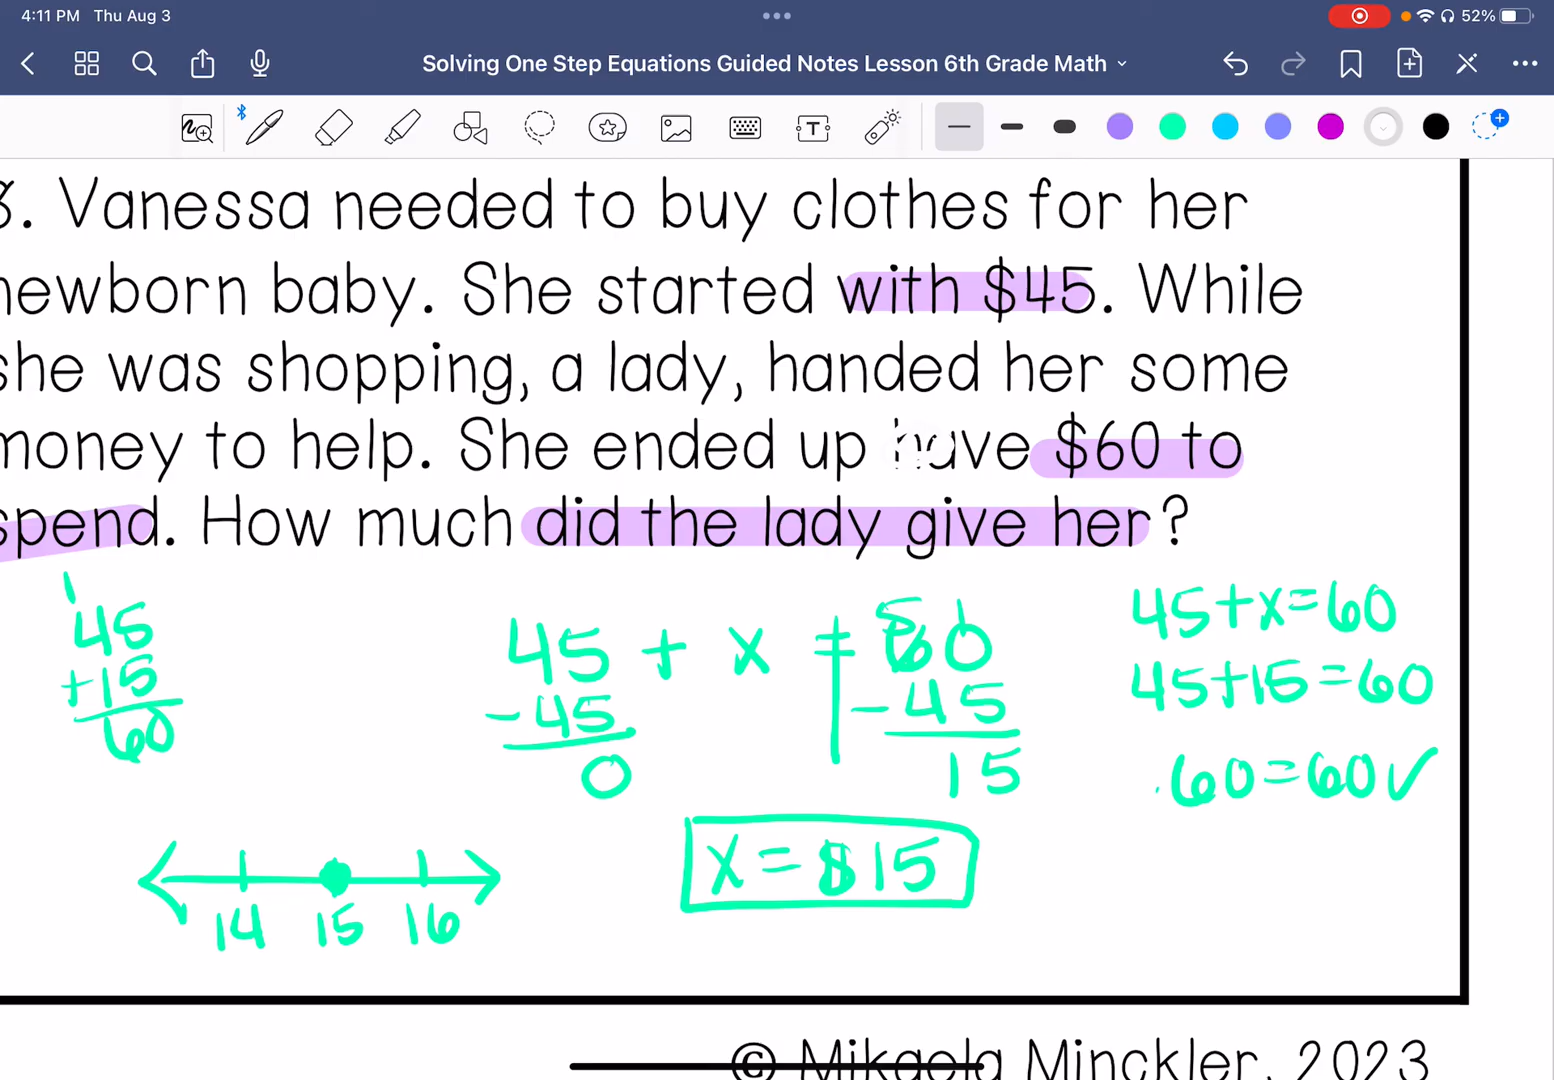 4:11 PM Thu Aug 3
52%
Solving One Step Equations Guided Notes Lesson 6th Grade Math
T
. Vanessa needed to buy clothes for her
newborn baby. She started with $45. While
she was shopping, a lady, handed her some
money to help. She ended up have $60 to
spend. How much did the lady give her?
1
45
+15
60
45 + x = 60
5 1
-45 -45
0 15
x = $15
45+x=60
45+15=60
60=60✓
14 15 16
© Mikaela Minckler, 2023